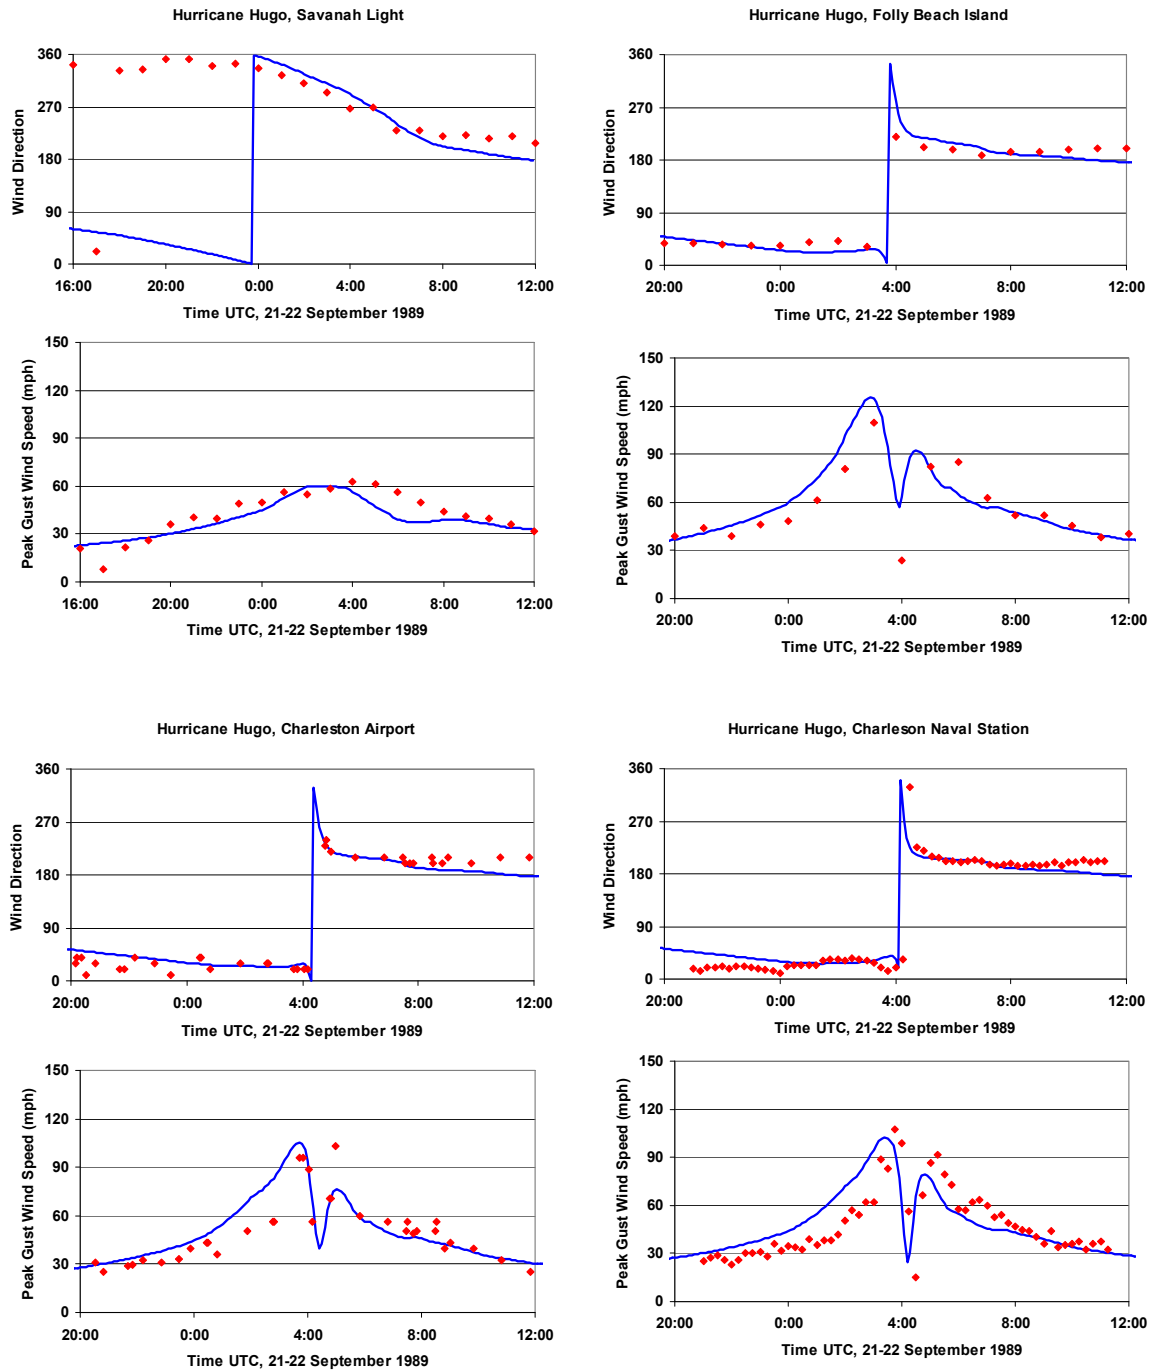 Hurricane Hugo, Savanah Light
360
270
180
90
0
Wind Direction
16:00 20:00 0:00 4:00 8:00 12:00
Time UTC, 21-22 September 1989
150
120
90
60
30
0
Peak Gust Wind Speed (mph)
16:00 20:00 0:00 4:00 8:00 12:00
Time UTC, 21-22 September 1989
Hurricane Hugo, Folly Beach Island
360
270
180
90
0
Wind Direction
20:00 0:00 4:00 8:00 12:00
Time UTC, 21-22 September 1989
150
120
90
60
30
0
Peak Gust Wind Speed (mph)
20:00 0:00 4:00 8:00 12:00
Time UTC, 21-22 September 1989
Hurricane Hugo, Charleston Airport
360
270
180
90
0
Wind Direction
20:00 0:00 4:00 8:00 12:00
Time UTC, 21-22 September 1989
150
120
90
60
30
0
Peak Gust Wind Speed (mph)
20:00 0:00 4:00 8:00 12:00
Time UTC, 21-22 September 1989
Hurricane Hugo, Charleson Naval Station
360
270
180
90
0
Wind Direction
20:00 0:00 4:00 8:00 12:00
Time UTC, 21-22 September 1989
150
120
90
60
30
0
Peak Gust Wind Speed (mph)
20:00 0:00 4:00 8:00 12:00
Time UTC, 21-22 September 1989